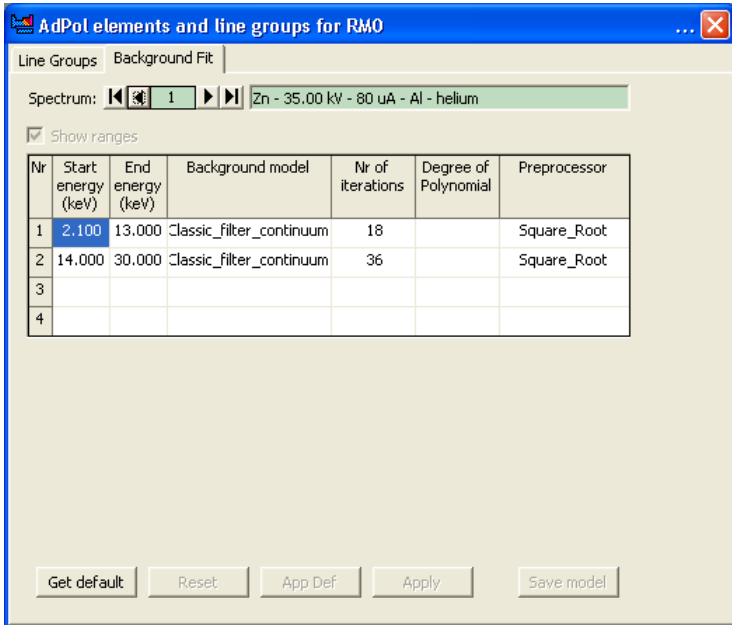 AdPol elements and line groups for RM0 ...
Line Groups Background Fit
Spectrum: 1 Zn - 35.00 kV - 80 uA - Al - helium
Show ranges
Nr Start energy (keV) End energy (keV) Background model Nr of iterations Degree of Polynomial Preprocessor
1 2.100 13.000 Classic_filter_continuum 18 Square_Root
2 14.000 30.000 Classic_filter_continuum 36 Square_Root
3
4
Get default Reset App Def Apply Save model